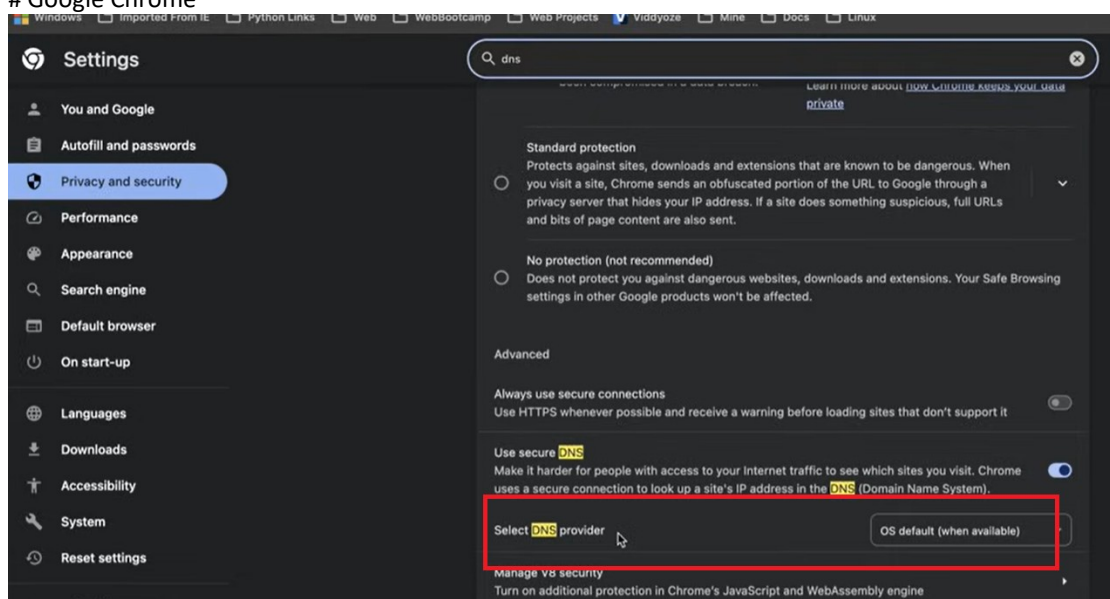 # Google Chrome
Windows Imported From IE Python Links Web WebBootcamp Web Projects Viddyoze Mine Docs Linux
Settings
dns
You and Google
Autofill and passwords
Privacy and security
Performance
Appearance
Search engine
Default browser
On start-up
Languages
Downloads
Accessibility
System
Reset settings
been compromised in a data breach.
Learn more about how Chrome keeps your data
private
Standard protection
Protects against sites, downloads and extensions that are known to be dangerous. When
you visit a site, Chrome sends an obfuscated portion of the URL to Google through a
privacy server that hides your IP address. If a site does something suspicious, full URLs
and bits of page content are also sent.
No protection (not recommended)
Does not protect you against dangerous websites, downloads and extensions. Your Safe Browsing
settings in other Google products won't be affected.
Advanced
Always use secure connections
Use HTTPS whenever possible and receive a warning before loading sites that don't support it
Use secure DNS
Make it harder for people with access to your Internet traffic to see which sites you visit. Chrome
uses a secure connection to look up a site's IP address in the DNS (Domain Name System).
Select DNS provider
OS default (when available)
Manage V8 security
Turn on additional protection in Chrome's JavaScript and WebAssembly engine